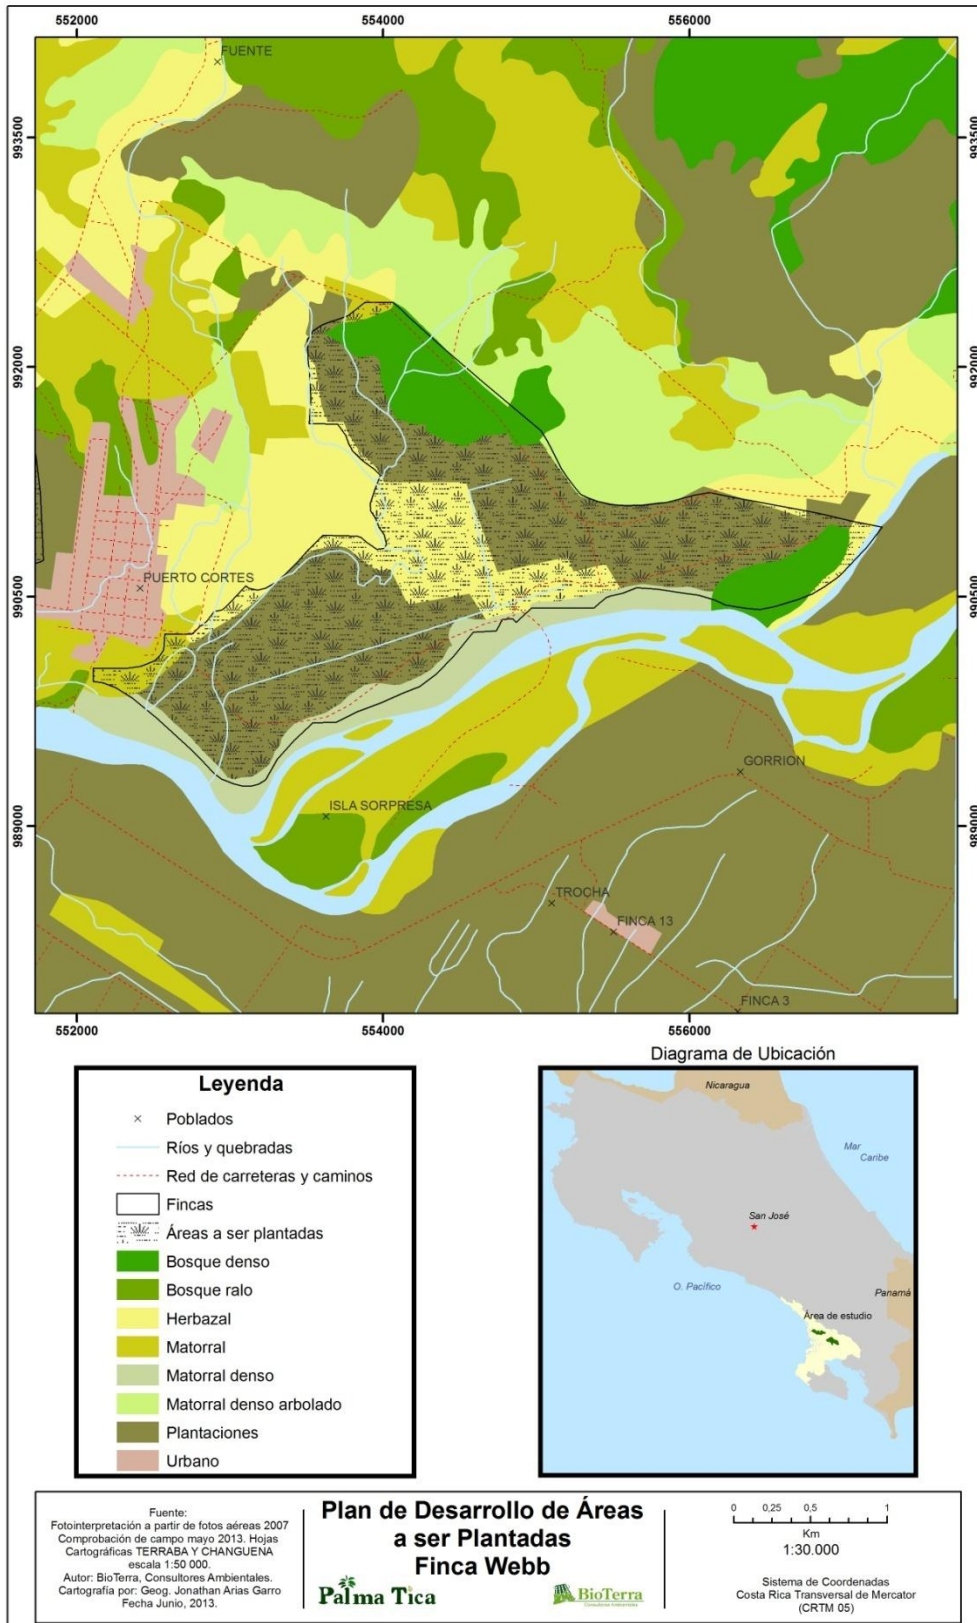 552000 554000 556000
FUENTE
993500 993500
992000 992000
PUERTO CORTES
990500 990500
GORRION
ISLA SORPRESA
989000 989000
TROCHA
FINCA 13
FINCA 3
552000 554000 556000
Leyenda
Poblados
Ríos y quebradas
Red de carreteras y caminos
Fincas
Áreas a ser plantadas
Bosque denso
Bosque ralo
Herbazal
Matorral
Matorral denso
Matorral denso arbolado
Plantaciones
Urbano
Diagrama de Ubicación
Nicaragua
Mar
Caribe
San José
O. Pacífico
Panamá
Área de estudio
Fuente:
Fotointerpretación a partir de fotos aéreas 2007
Comprobación de campo mayo 2013. Hojas
Cartográficas TERRABA Y CHANGUENA
escala 1:50 000.
Autor: BioTerra, Consultores Ambientales.
Cartografía por: Geog. Jonathan Arias Garro
Fecha Junio, 2013.
Plan de Desarrollo de Áreas
a ser Plantadas
Finca Webb
Palma Tica
BioTerra
Consultores Ambientales
0 0,25 0,5 1
Km
1:30.000
Sistema de Coordenadas
Costa Rica Transversal de Mercator
(CRTM 05)